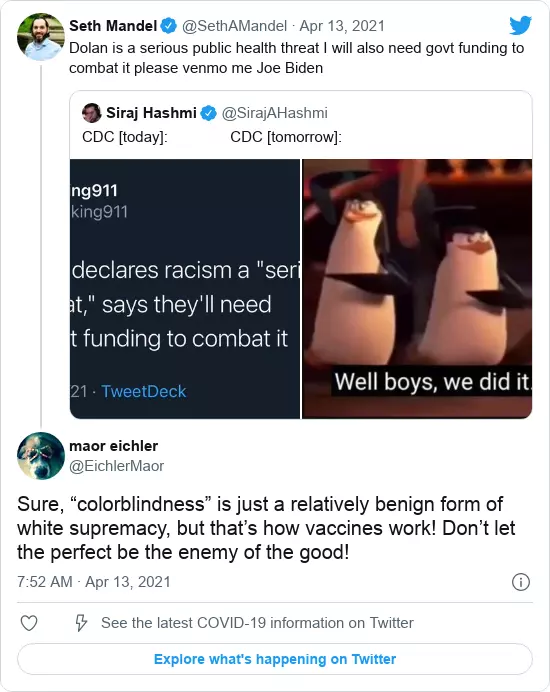 Seth Mandel @SethAMandel · Apr 13, 2021
Dolan is a serious public health threat I will also need govt funding to
combat it please venmo me Joe Biden
Siraj Hashmi @SirajAHashmi
CDC [today]: CDC [tomorrow]:
ng911
king911
declares racism a "seri
at," says they'll need
t funding to combat it
21 · TweetDeck
Well boys, we did it.
maor eichler
@EichlerMaor
Sure, “colorblindness” is just a relatively benign form of
white supremacy, but that’s how vaccines work! Don’t let
the perfect be the enemy of the good!
7:52 AM · Apr 13, 2021
See the latest COVID-19 information on Twitter
Explore what's happening on Twitter